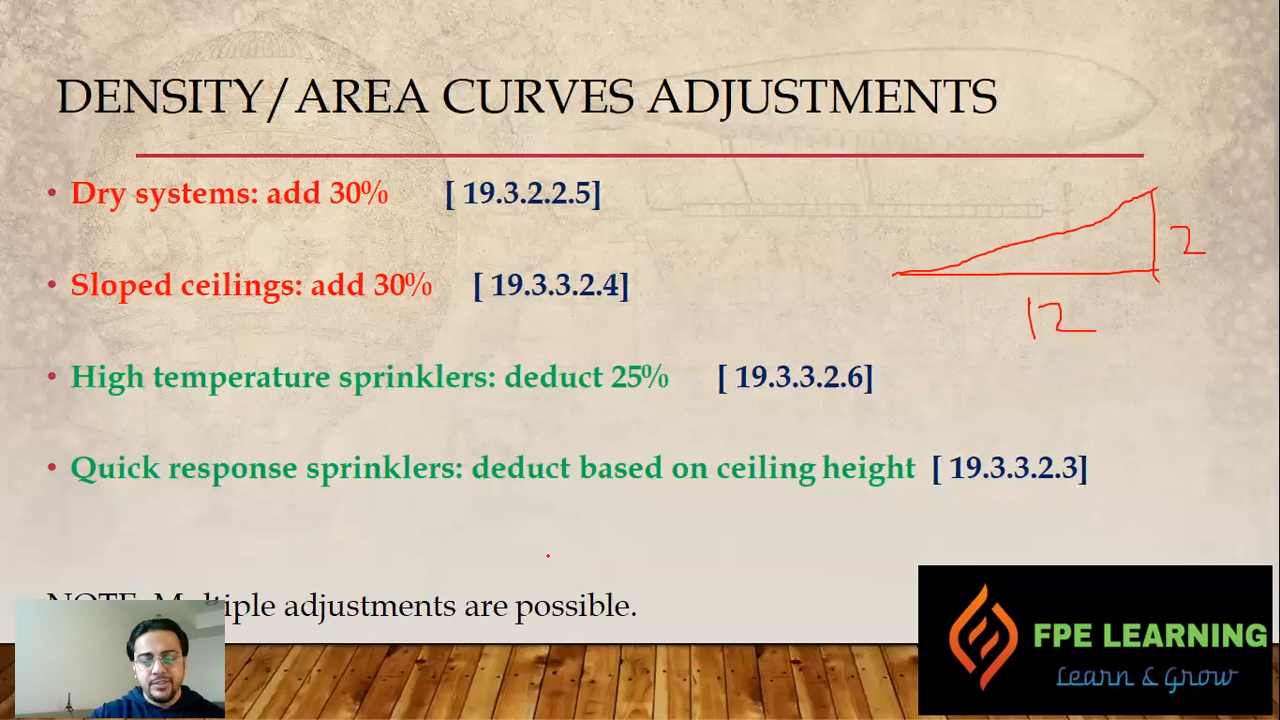 DENSITY/AREA CURVES ADJUSTMENTS
• Dry systems: add 30% [ 19.3.2.2.5]
• Sloped ceilings: add 30% [ 19.3.3.2.4]
• High temperature sprinklers: deduct 25% [ 19.3.3.2.6]
• Quick response sprinklers: deduct based on ceiling height [ 19.3.3.2.3]
2
12
NOTE: Multiple adjustments are possible.
FPE LEARNING
Learn & Grow